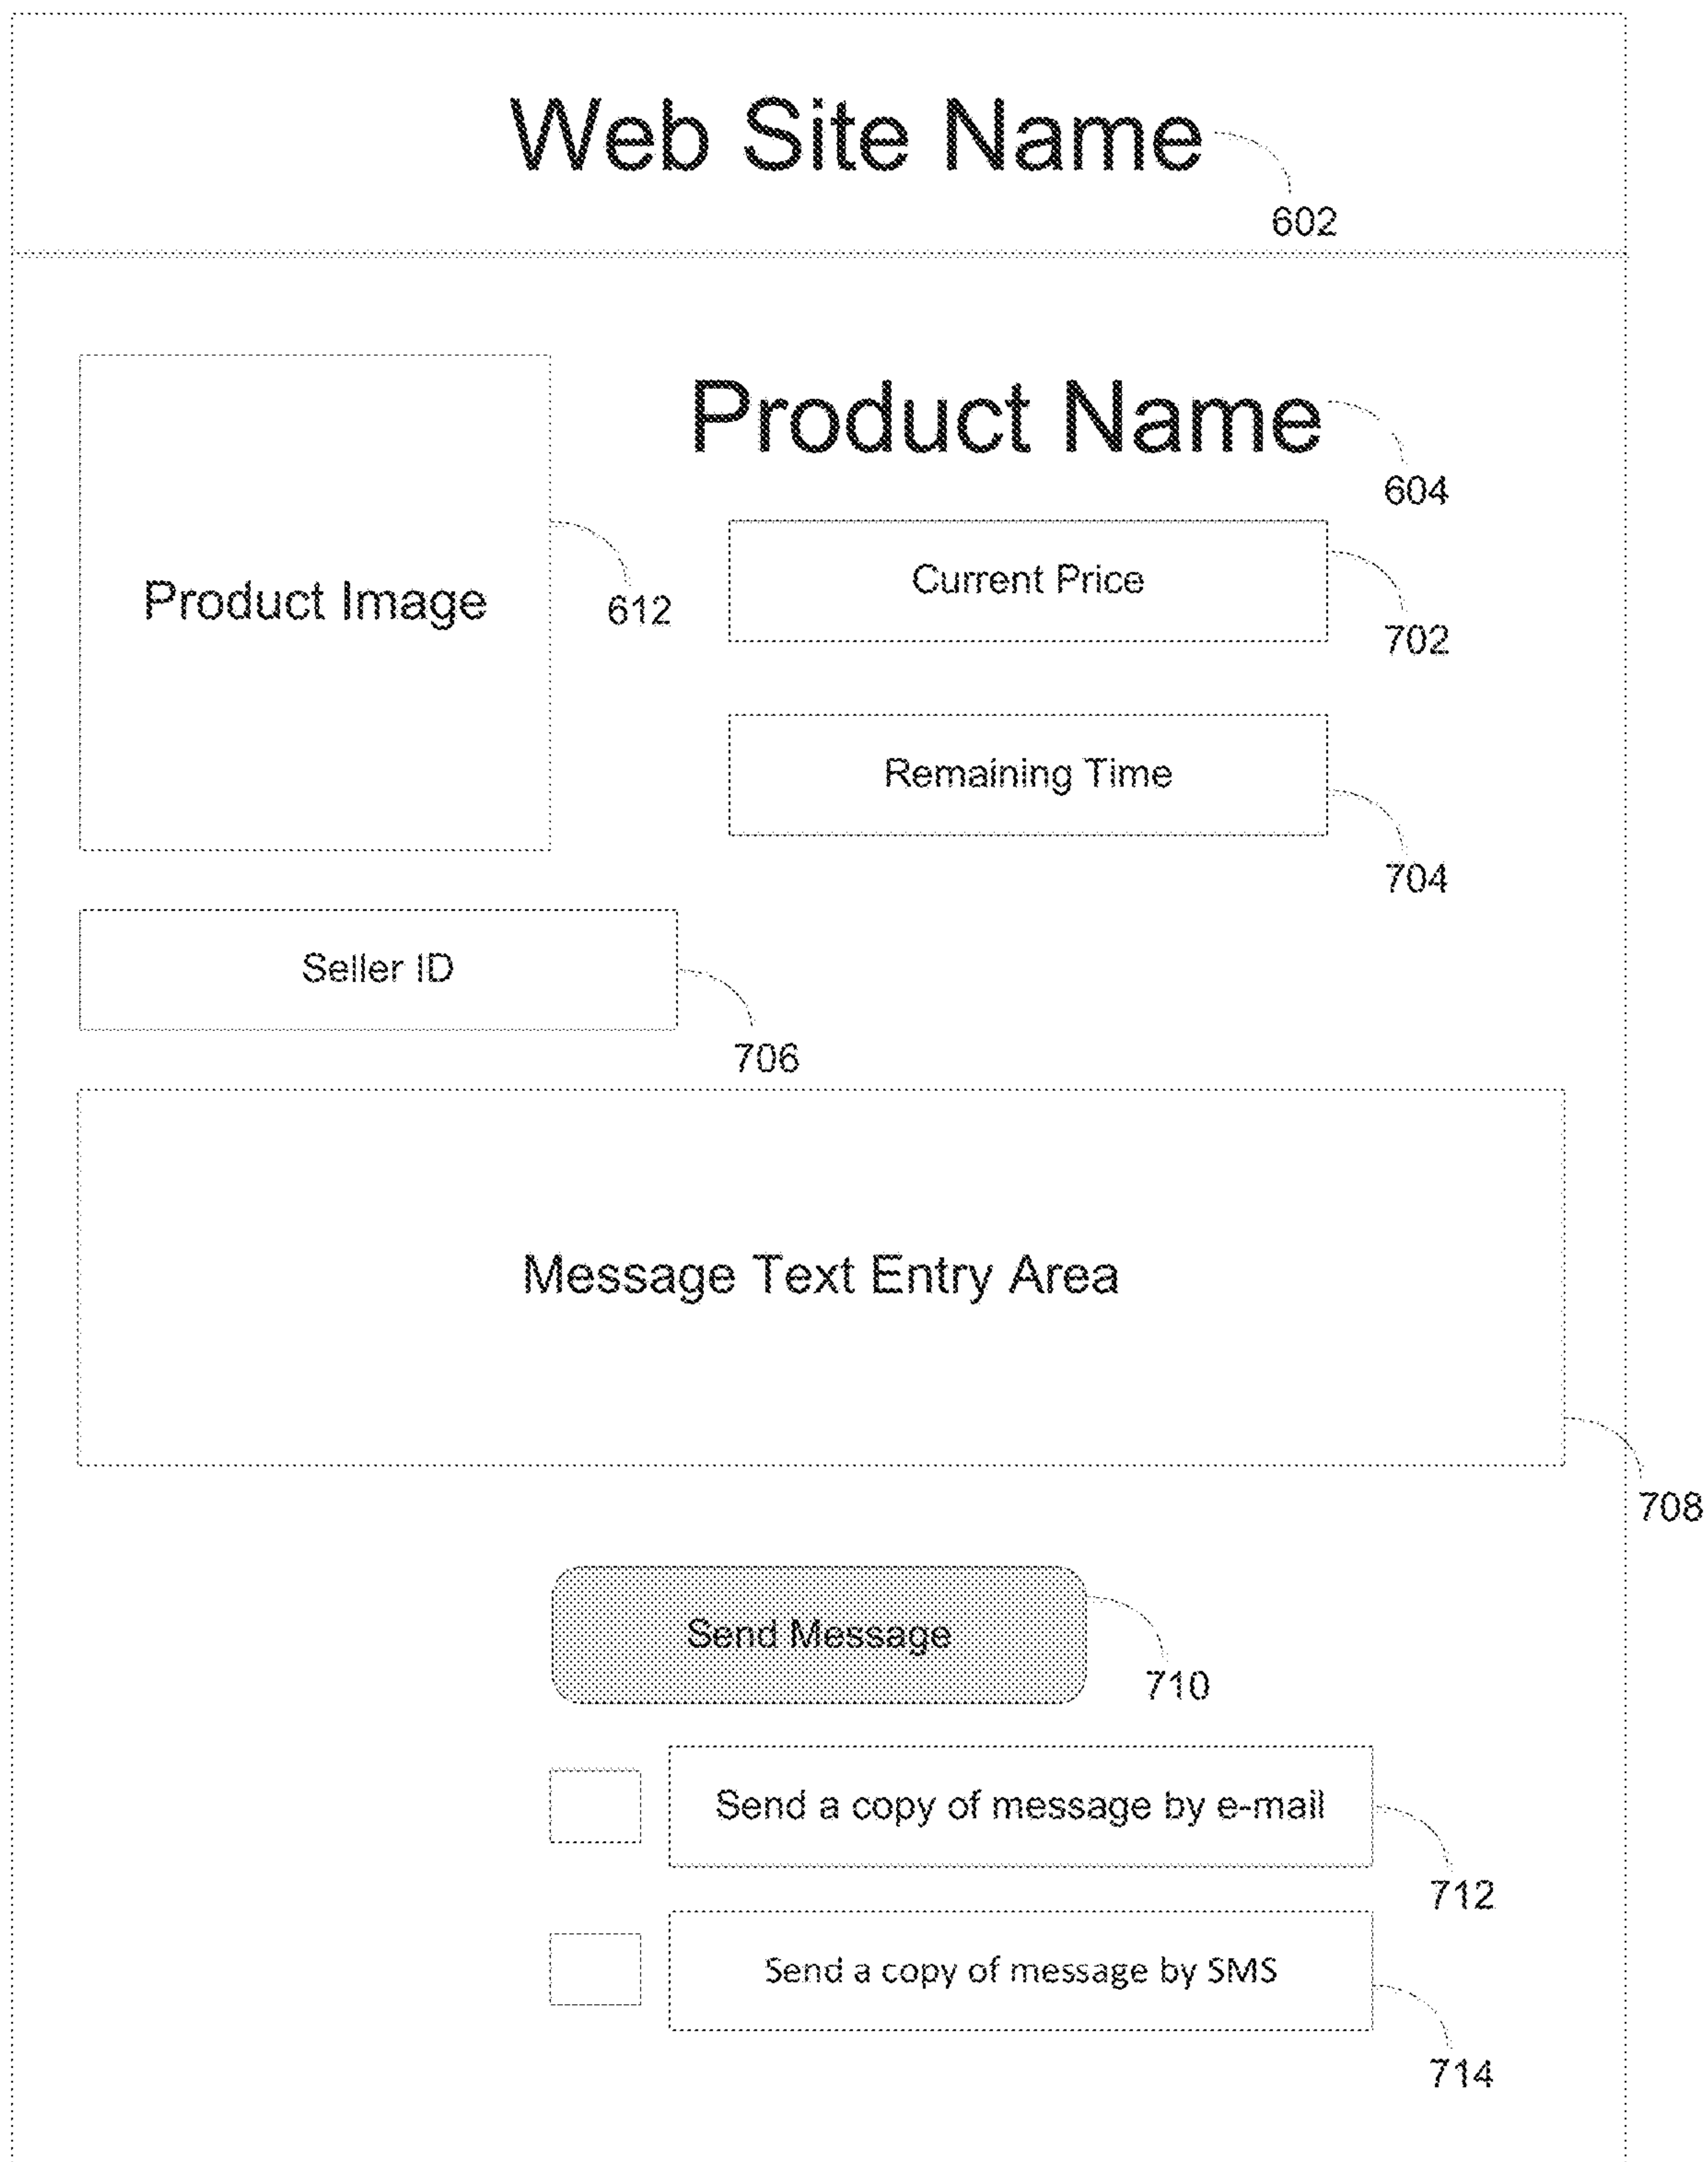 Web Site Name
602
Product Name
604
Product Image
612
Current Price
702
Remaining Time
704
Seller ID
706
Message Text Entry Area
708
Send Message
710
Send a copy of message by e-mail
712
Send a copy of message by SMS
714